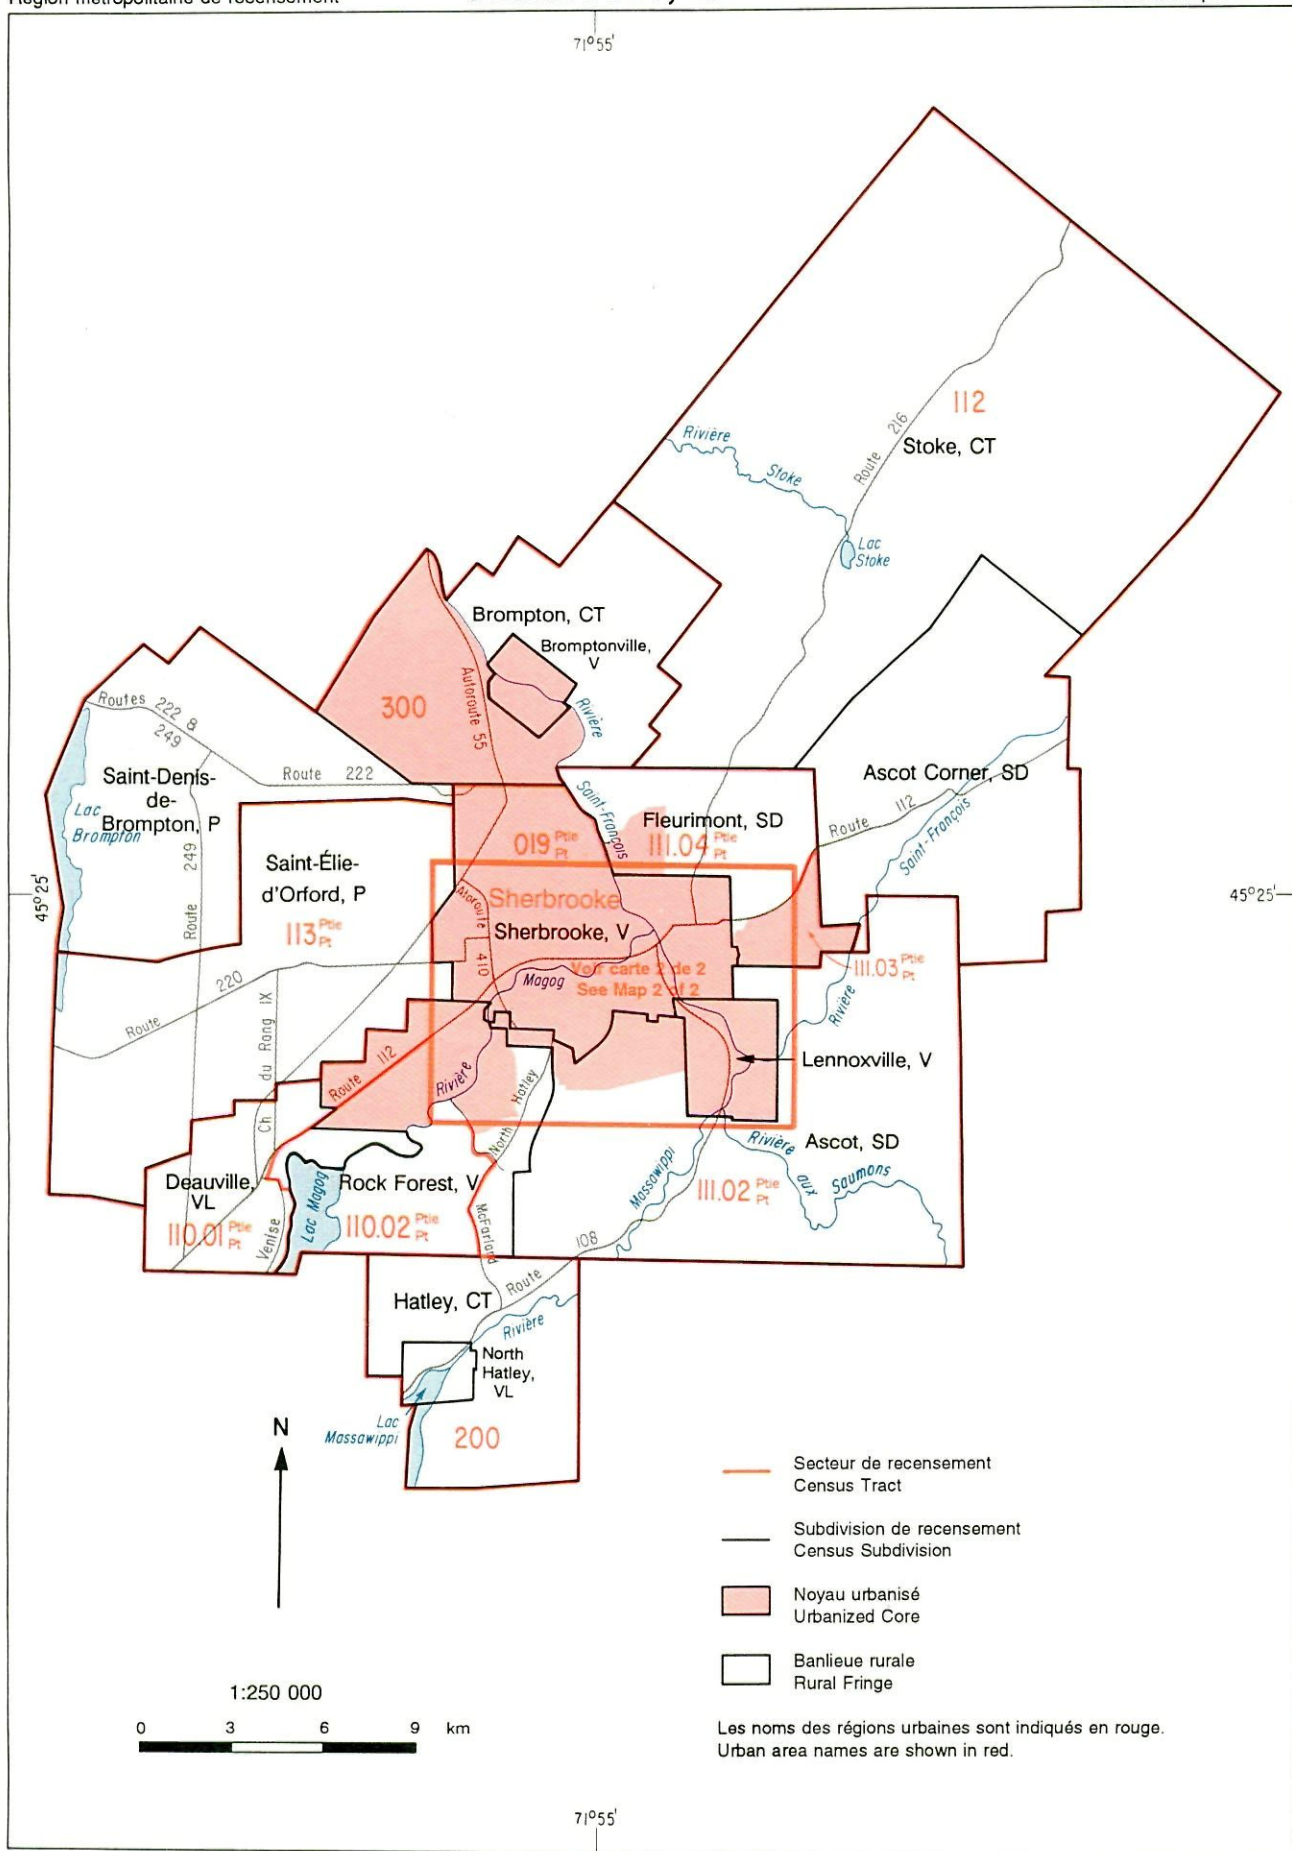 Région métropolitaine de recensement
71°55'
112
Stoke, CT
Route 216
Rivière Stoke
Lac
Stoke
Brompton, CT
Bromptonville,
V
Rivière
Autoroute 55
300
Routes 222 &
249
Route 222
Saint-Denis-
de-
Brompton, P
Lac
Brompton
Route 249
Saint-Élie-
d'Orford, P
113 Ptie
Pt
Ascot Corner, SD
Route 112
Saint-François
Fleurimont, SD
Saint-François
019 Ptie
Pt
111.04 Ptie
Pt
45°25'
45°25'
Sherbrooke
Sherbrooke, V
Autoroute 410
Voir carte 2 de 2
See Map 2 of 2
Magog
111.03 Ptie
Pt
Rivière
Route 220
Ch du Rang IX
Route 112
Rivière
North Hatley
Lennoxville, V
Ascot, SD
Rivière aux Saumons
Massawippi
111.02 Ptie
Pt
Deauville,
VL
110.01 Ptie
Pt
Venise
Lac Magog
Rock Forest, V
110.02 Ptie
Pt
McFarland
108
Route
Hatley, CT
Rivière
North
Hatley,
VL
Lac
Massawippi
200
N
Secteur de recensement
Census Tract
Subdivision de recensement
Census Subdivision
Noyau urbanisé
Urbanized Core
Banlieue rurale
Rural Fringe
1:250 000
0 3 6 9 km
Les noms des régions urbaines sont indiqués en rouge.
Urban area names are shown in red.
71°55'